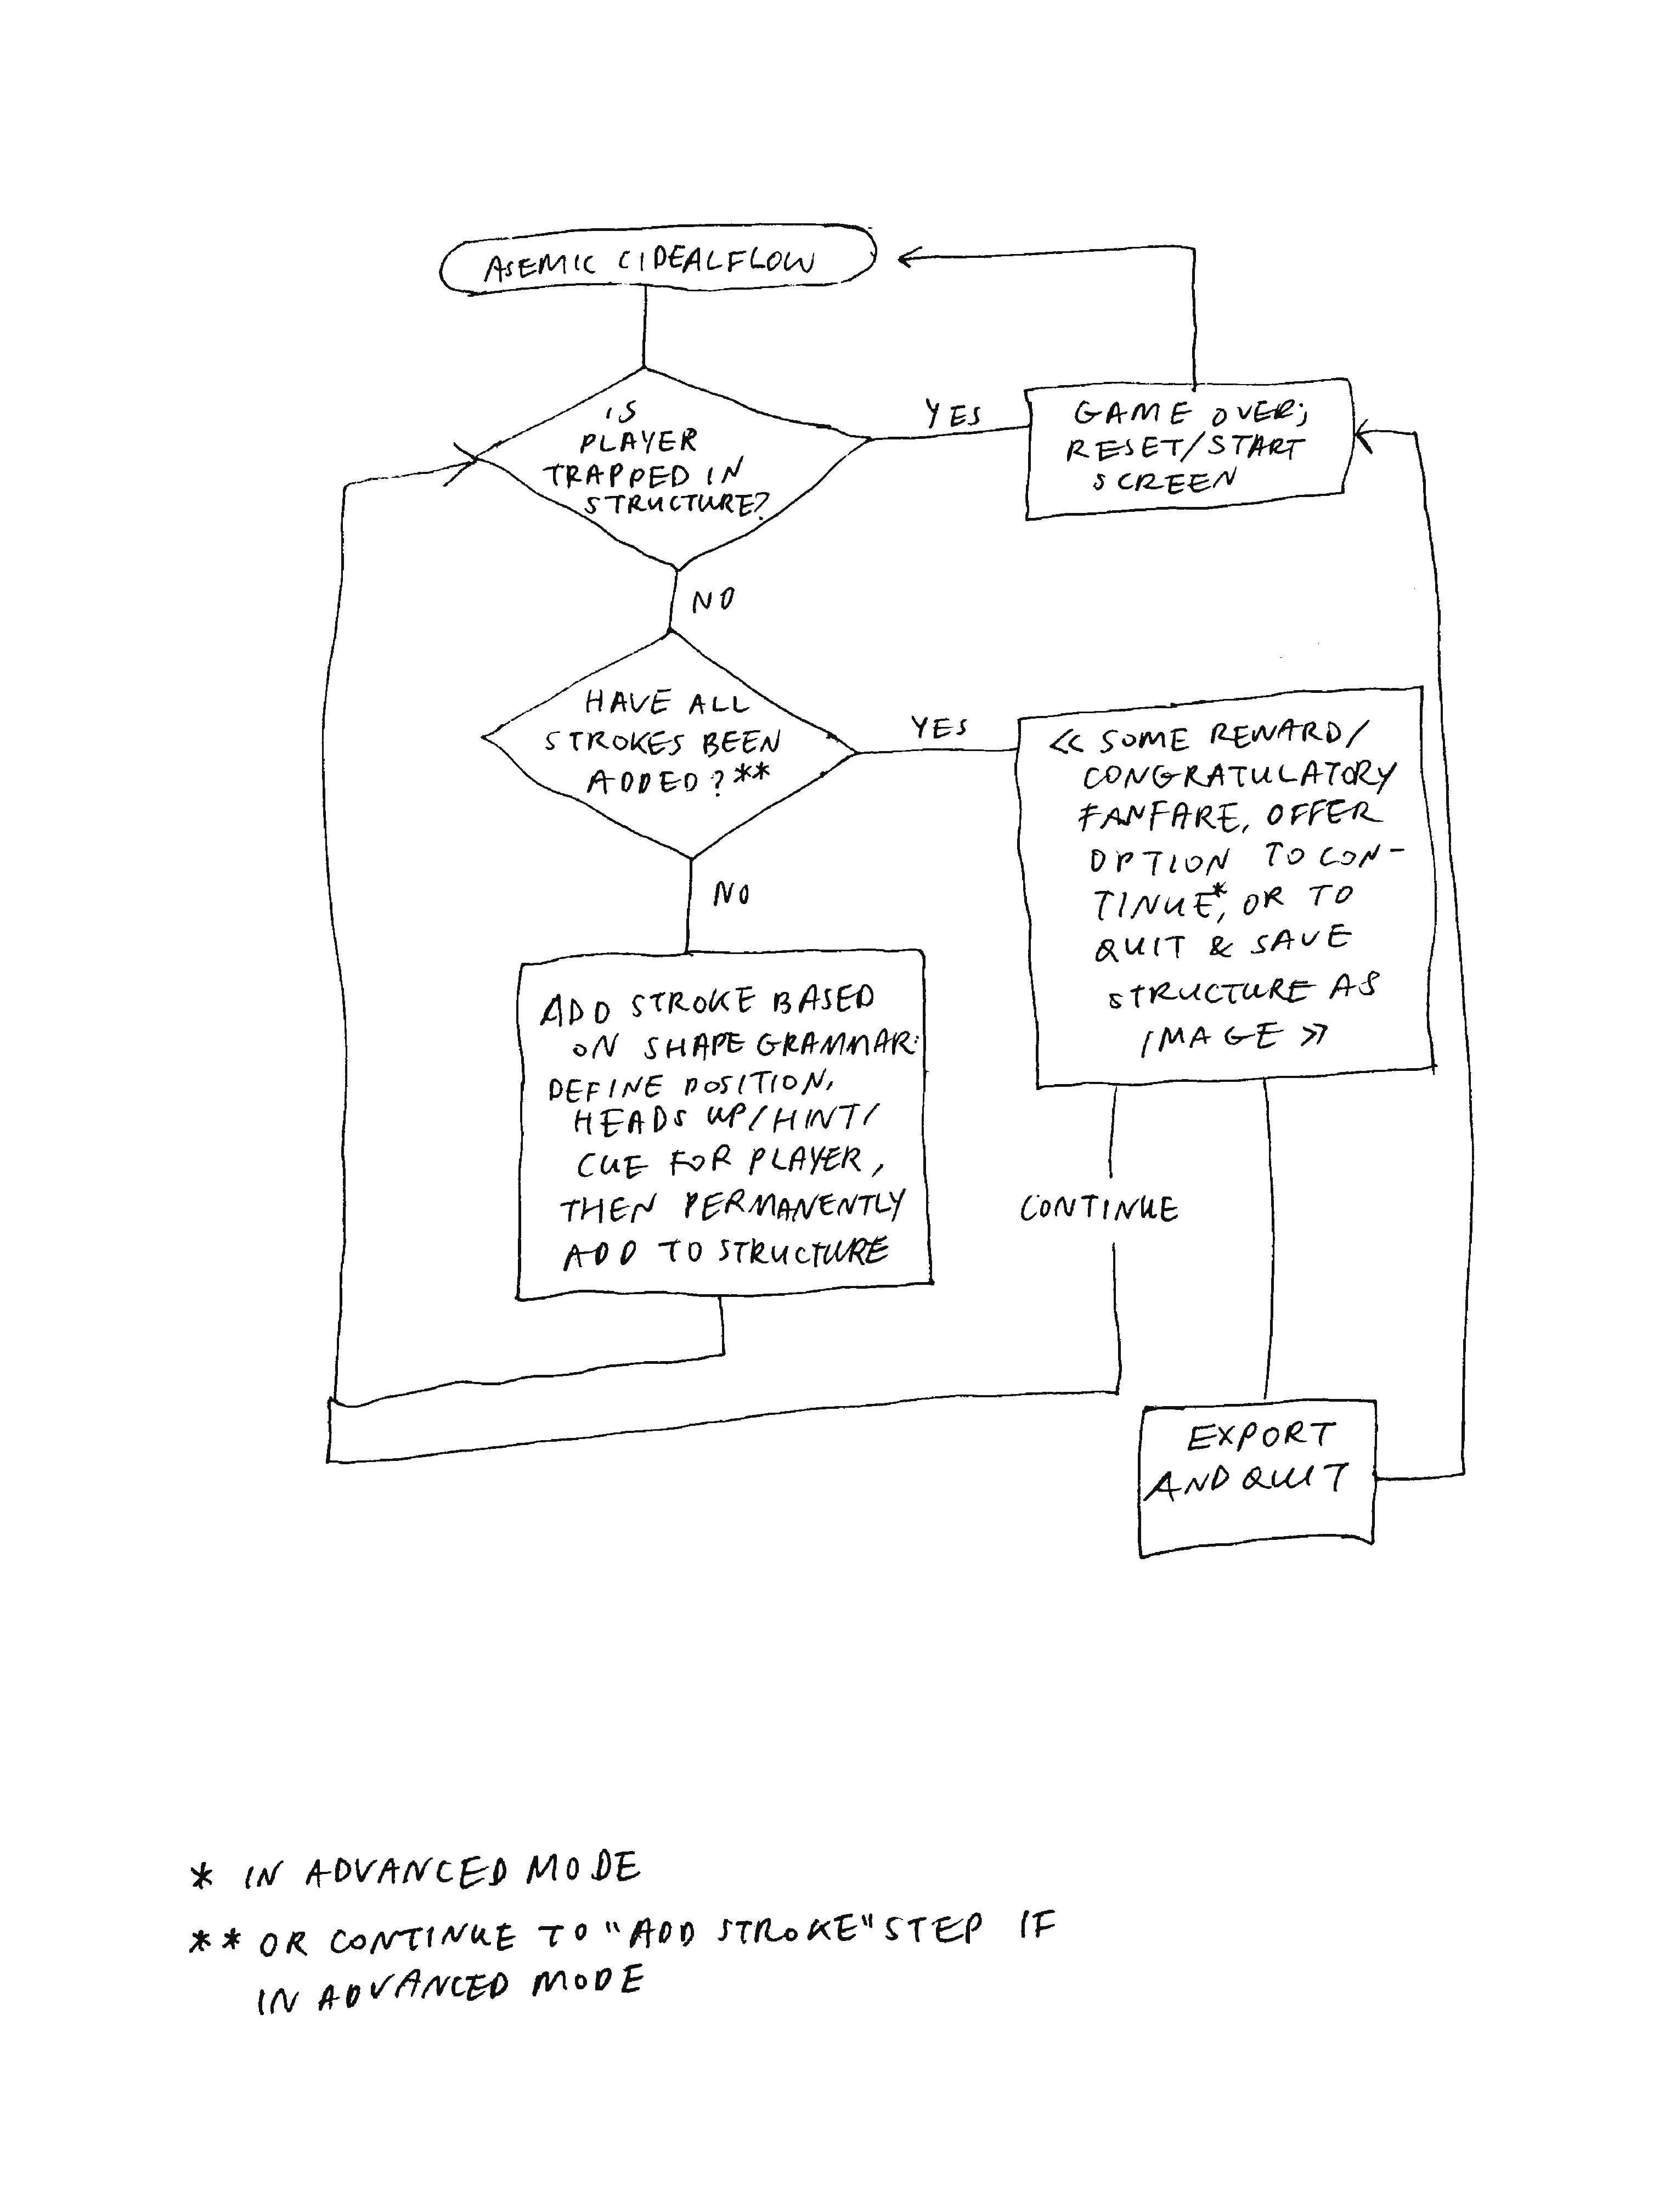 ASEMIC CIDEALFLOW
IS
PLAYER
TRAPPED IN
STRUCTURE?
YES
GAME OVER;
RESET/START
SCREEN
NO
HAVE ALL
STROKES BEEN
ADDED?**
YES
<< SOME REWARD/
CONGRATULATORY
FANFARE, OFFER
OPTION TO CON-
TINUE*, OR TO
QUIT & SAVE
STRUCTURE AS
IMAGE >>
NO
ADD STROKE BASED
ON SHAPE GRAMMAR:
DEFINE POSITION,
HEADS UP/HINT/
CUE FOR PLAYER,
THEN PERMANENTLY
ADD TO STRUCTURE
CONTINUE
EXPORT
AND QUIT
* IN ADVANCED MODE
** OR CONTINUE TO "ADD STROKE" STEP IF
IN ADVANCED MODE